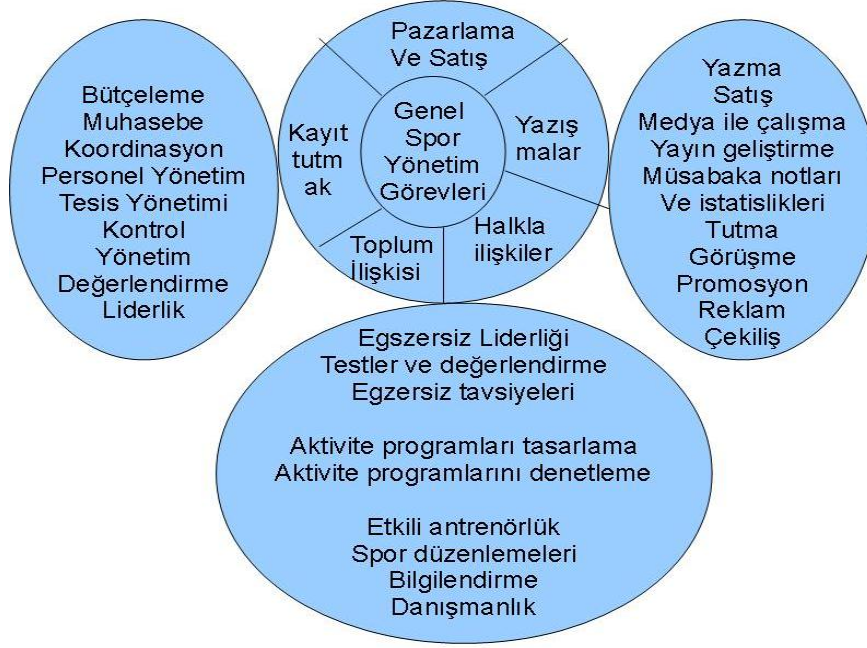 Pazarlama
Ve Satış
Genel
Spor
Yönetim
Görevleri
Kayıt
tutm
ak
Yazış
malar
Toplum
İlişkisi
Halkla
ilişkiler
Bütçeleme
Muhasebe
Koordinasyon
Personel Yönetim
Tesis Yönetimi
Kontrol
Yönetim
Değerlendirme
Liderlik
Yazma
Satış
Medya ile çalışma
Yayın geliştirme
Müsabaka notları
Ve istatislikleri
Tutma
Görüşme
Promosyon
Reklam
Çekiliş
Egszersiz Liderliği
Testler ve değerlendirme
Egzersiz tavsiyeleri
Aktivite programları tasarlama
Aktivite programlarını denetleme
Etkili antrenörlük
Spor düzenlemeleri
Bilgilendirme
Danışmanlık